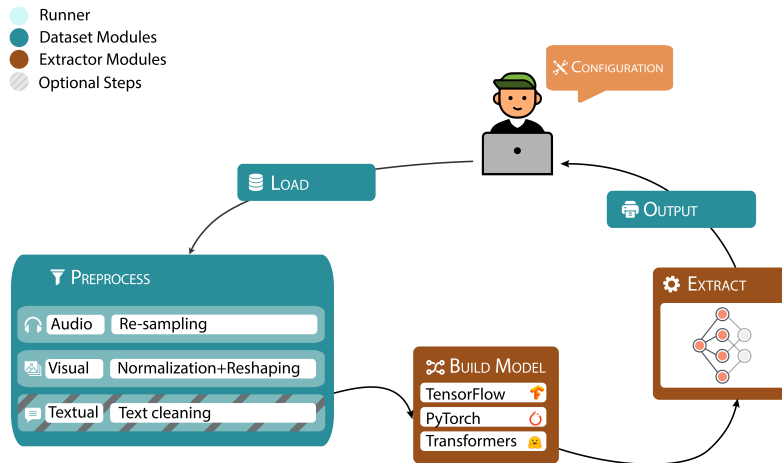 Runner
Dataset Modules
Extractor Modules
Optional Steps
CONFIGURATION
LOAD
OUTPUT
PREPROCESS
Audio Re-sampling
Visual Normalization+Reshaping
Textual Text cleaning
BUILD MODEL
TensorFlow
PyTorch
Transformers
EXTRACT